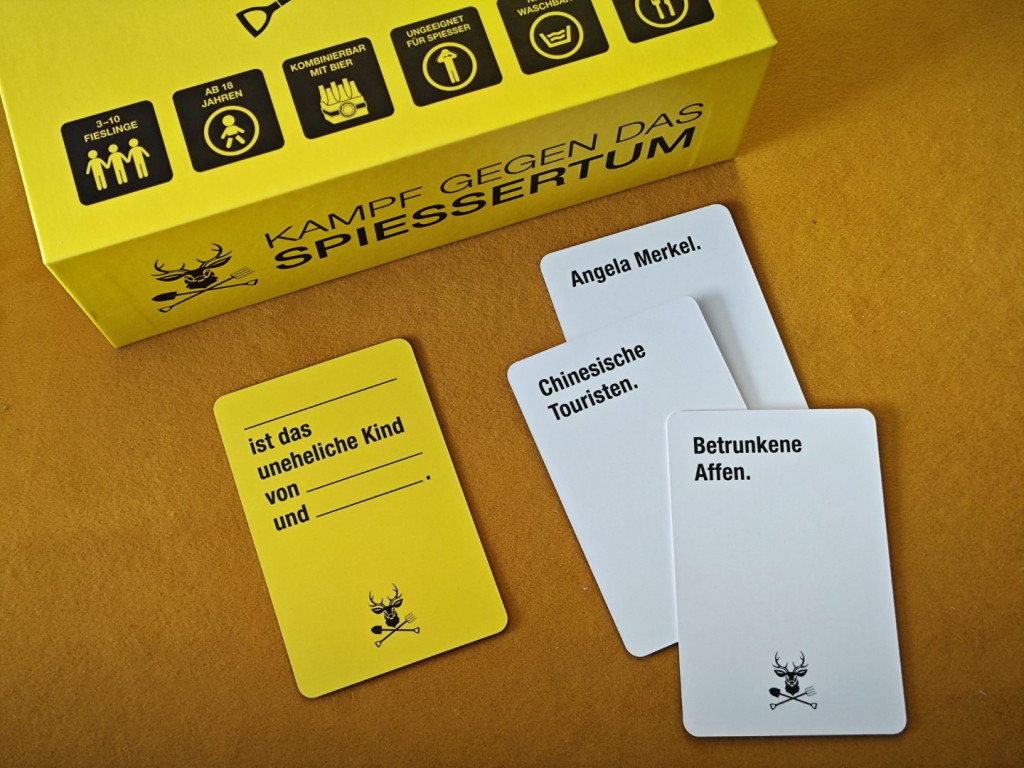 3–10
FIESLINGE
AB 18
JAHREN
KOMBINIERBAR
MIT BIER
UNGEEIGNET
FÜR SPIESSER
WASCHBAR
KAMPF GEGEN DAS
SPIESSERTUM
Angela Merkel.
Chinesische
Touristen.
Betrunkene
Affen.
ist das
uneheliche Kind
von
und .